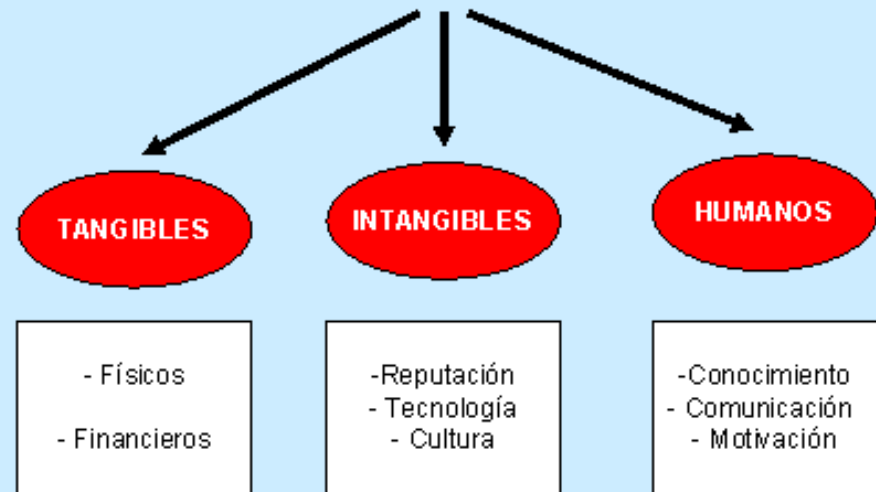 TANGIBLES
INTANGIBLES
HUMANOS
- Físicos
- Financieros
-Reputación
- Tecnología
- Cultura
-Conocimiento
- Comunicación
- Motivación